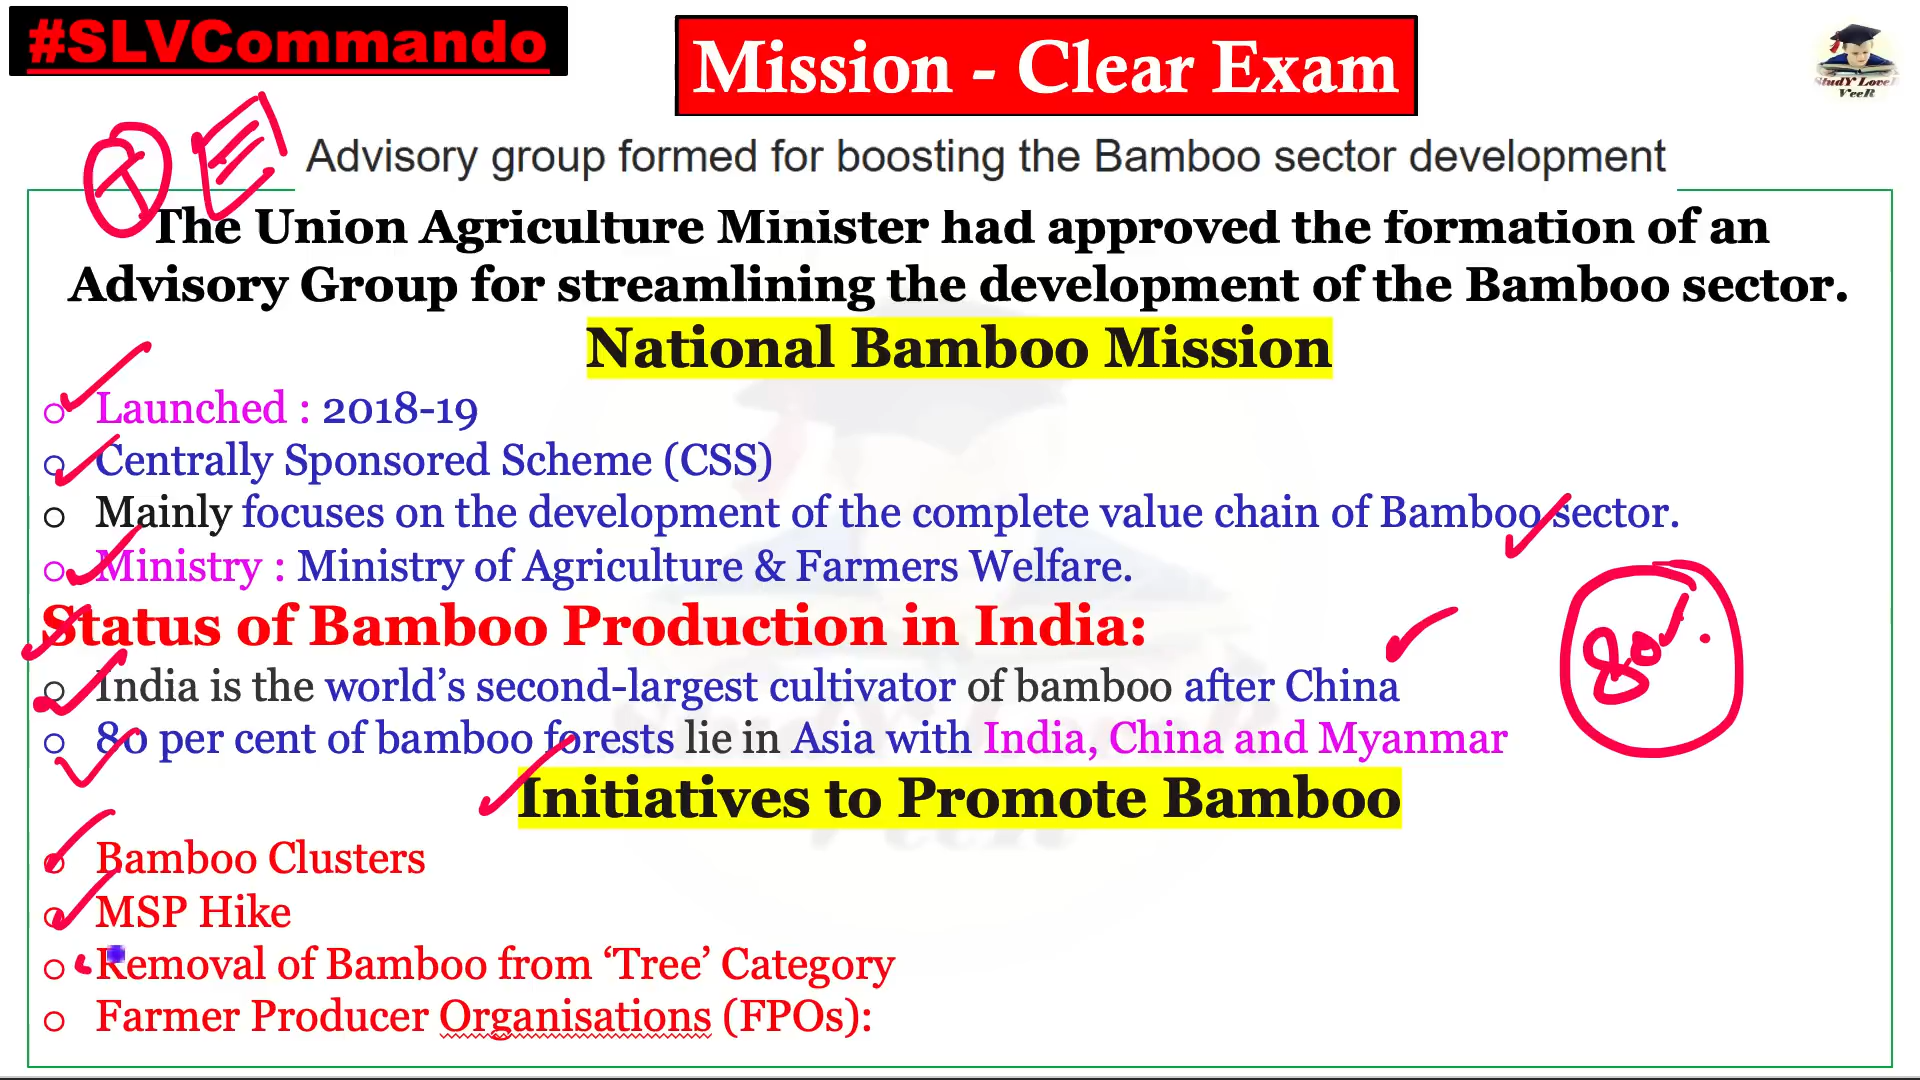 #SLVCommando
Mission - Clear Exam
StudY LoveR
VeeR
Advisory group formed for boosting the Bamboo sector development
The Union Agriculture Minister had approved the formation of an
Advisory Group for streamlining the development of the Bamboo sector.
National Bamboo Mission
Launched : 2018-19
Centrally Sponsored Scheme (CSS)
Mainly focuses on the development of the complete value chain of Bamboo sector.
Ministry : Ministry of Agriculture & Farmers Welfare.
Status of Bamboo Production in India:
India is the world’s second-largest cultivator of bamboo after China
80 per cent of bamboo forests lie in Asia with India, China and Myanmar
80%
Initiatives to Promote Bamboo
Bamboo Clusters
MSP Hike
Removal of Bamboo from ‘Tree’ Category
Farmer Producer Organisations (FPOs):